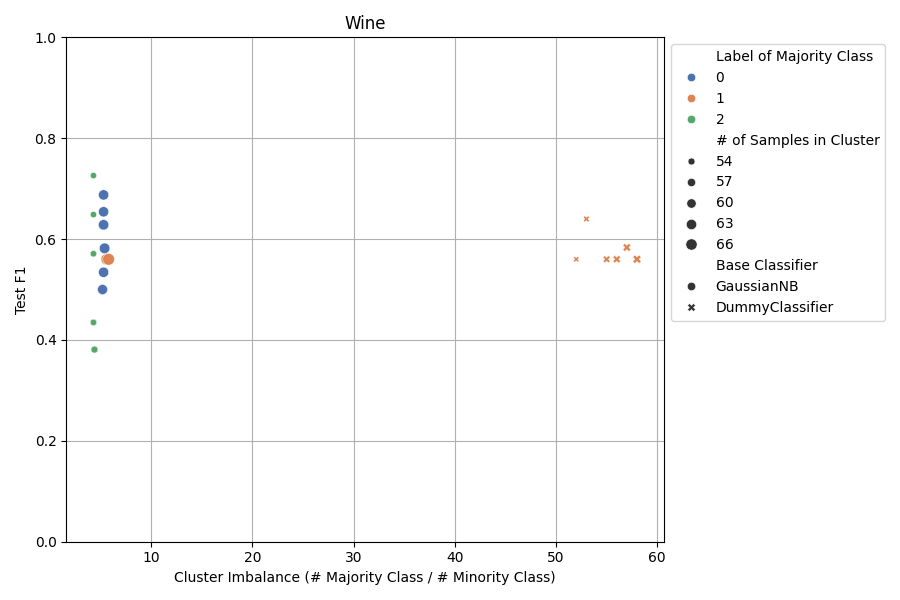 Wine
1.0
0.8
0.6
0.4
0.2
0.0
Test F1
10
20
30
40
50
60
Cluster Imbalance (# Majority Class / # Minority Class)
Label of Majority Class
0
1
2
# of Samples in Cluster
54
57
60
63
66
Base Classifier
GaussianNB
DummyClassifier